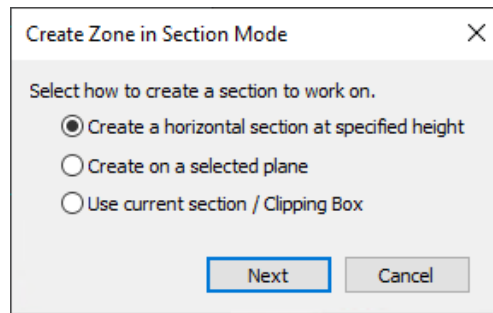 Create Zone in Section Mode
Select how to create a section to work on.
Create a horizontal section at specified height
Create on a selected plane
Use current section / Clipping Box
Next Cancel